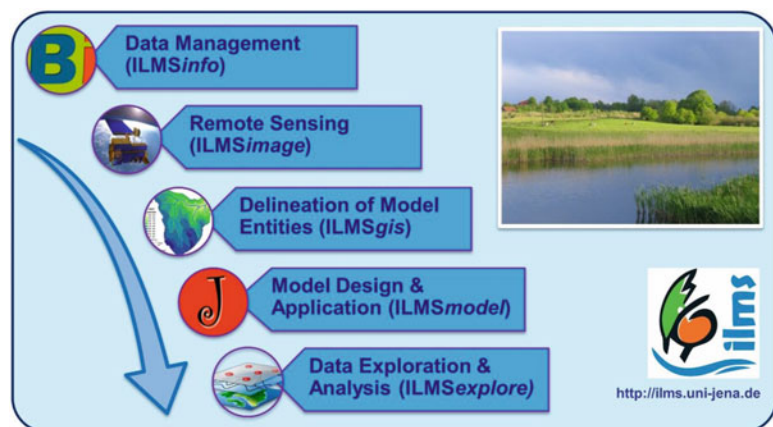 Bi
Data Management
(ILMSinfo)
Remote Sensing
(ILMSimage)
Delineation of Model
Entities (ILMSgis)
J
Model Design &
Application (ILMSmodel)
Data Exploration &
Analysis (ILMSexplore)
ilms
http://ilms.uni-jena.de